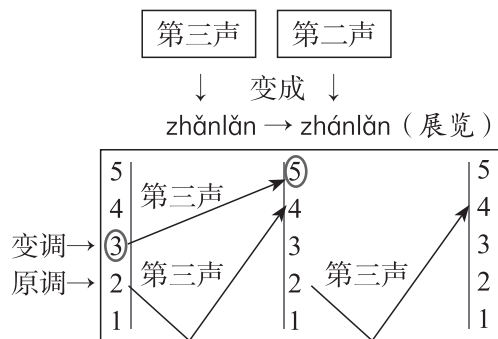 第三声 第二声
↓ 变成 ↓
zhǎnlǎn → zhánlǎn（展览）
5 5 5
第三声
4 4 4
变调→ 3 3 3
第三声 第三声
原调→ 2 2 2
1 1 1